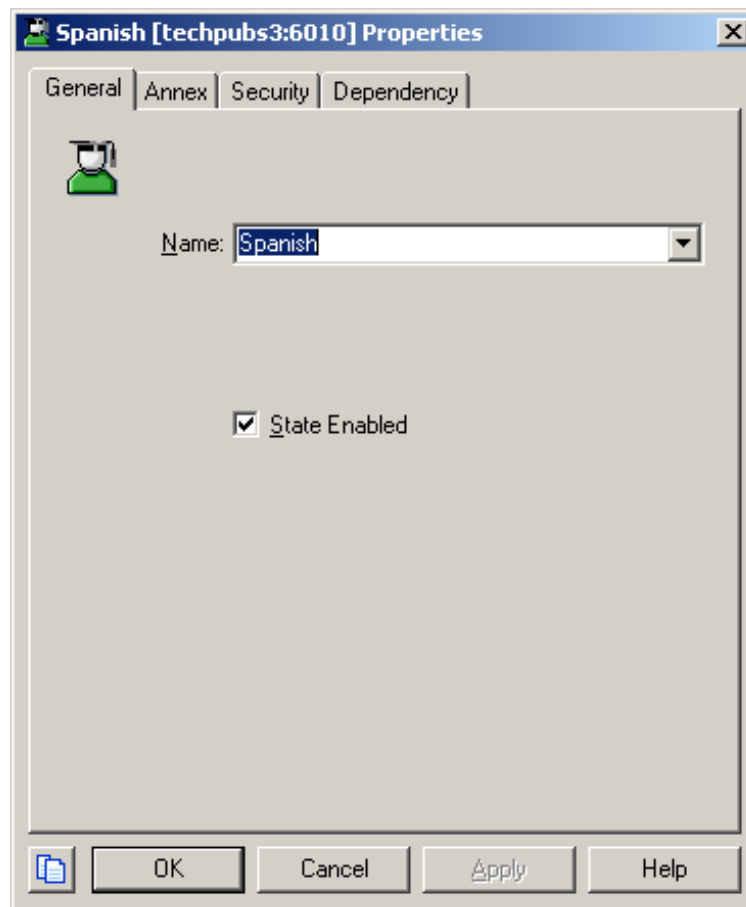 Spanish [techpubs3:6010] Properties
General Annex Security Dependency
Name: Spanish
State Enabled
OK Cancel Apply Help